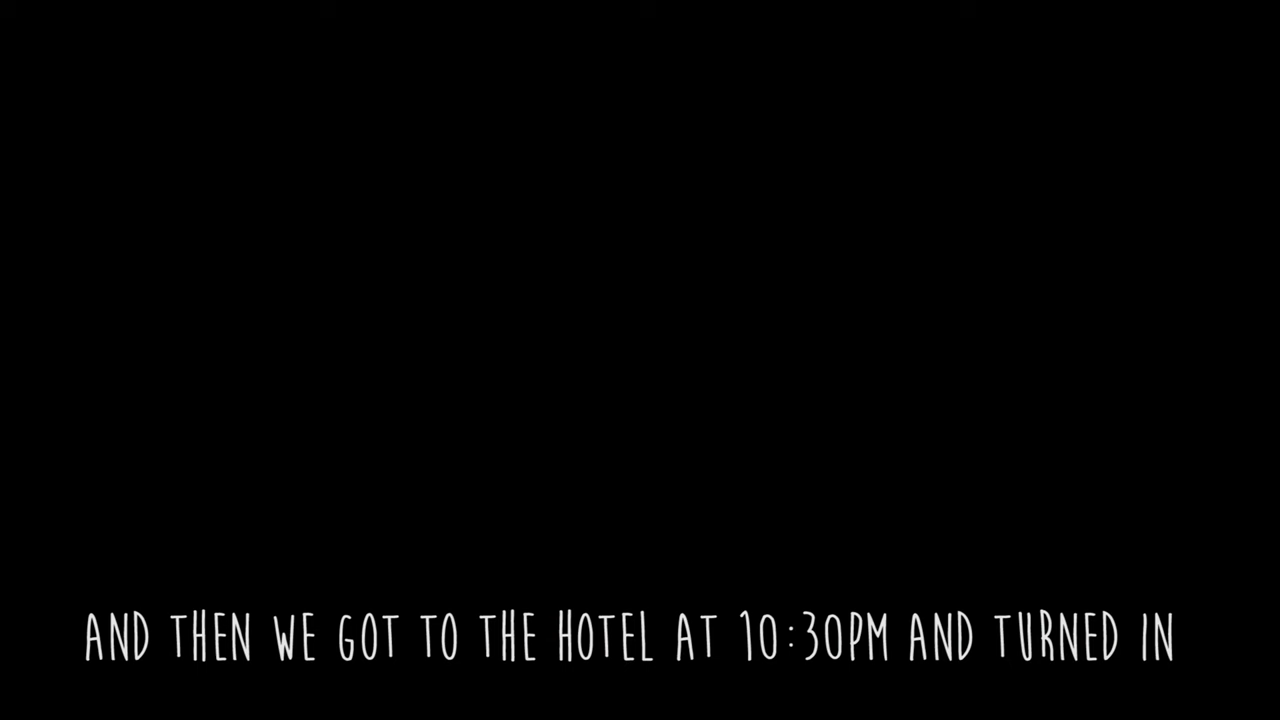 AND THEN WE GOT TO THE HOTEL AT 10:30PM AND TURNED IN